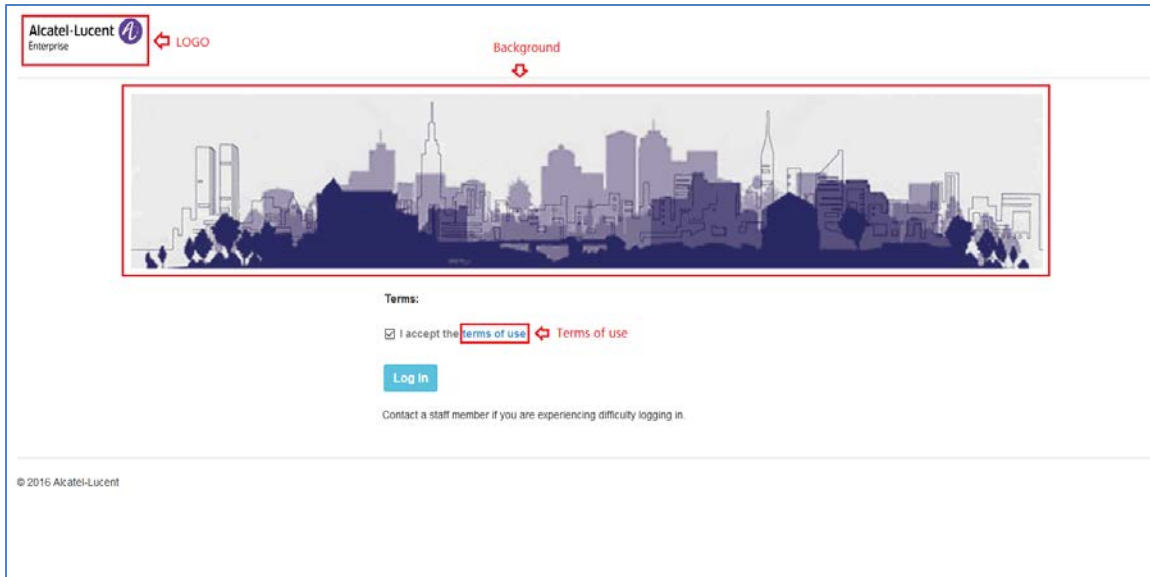 Alcatel·Lucent
Enterprise
LOGO
Background
Terms:
I accept the terms of use
Terms of use
Log In
Contact a staff member if you are experiencing difficulty logging in.
© 2016 Alcatel-Lucent